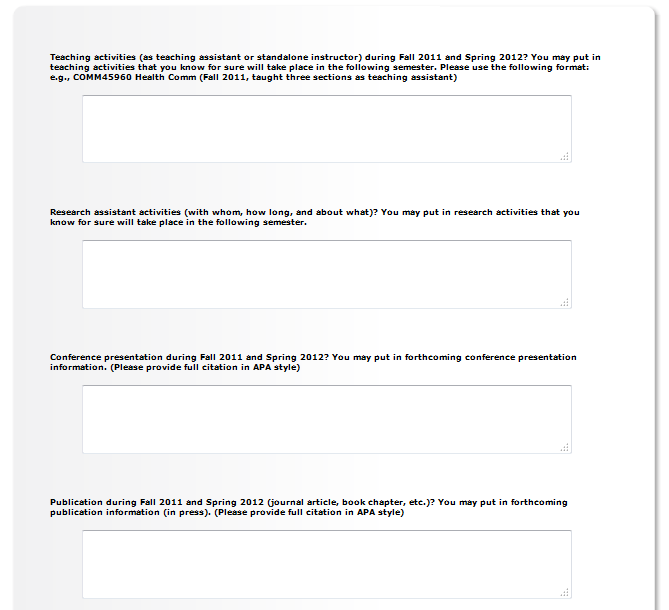 Teaching activities (as teaching assistant or standalone instructor) during Fall 2011 and Spring 2012? You may put in
teaching activities that you know for sure will take place in the following semester. Please use the following format:
e.g., COMM45960 Health Comm (Fall 2011, taught three sections as teaching assistant)
Research assistant activities (with whom, how long, and about what)? You may put in research activities that you
know for sure will take place in the following semester.
Conference presentation during Fall 2011 and Spring 2012? You may put in forthcoming conference presentation
information. (Please provide full citation in APA style)
Publication during Fall 2011 and Spring 2012 (journal article, book chapter, etc.)? You may put in forthcoming
publication information (in press). (Please provide full citation in APA style)